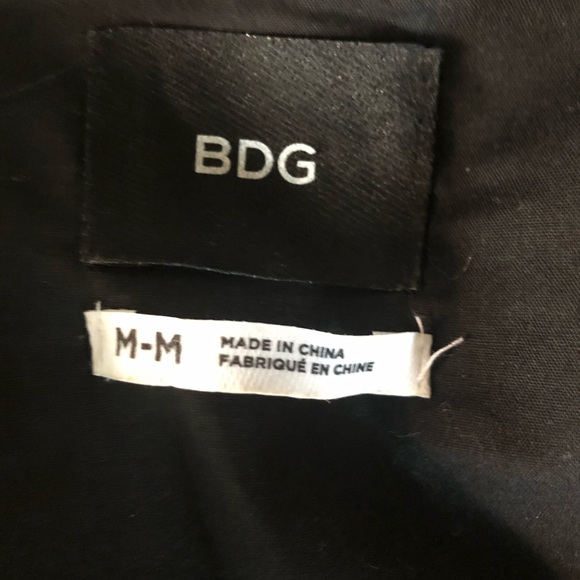 BDG
M-M
MADE IN CHINA
FABRIQUÉ EN CHINE